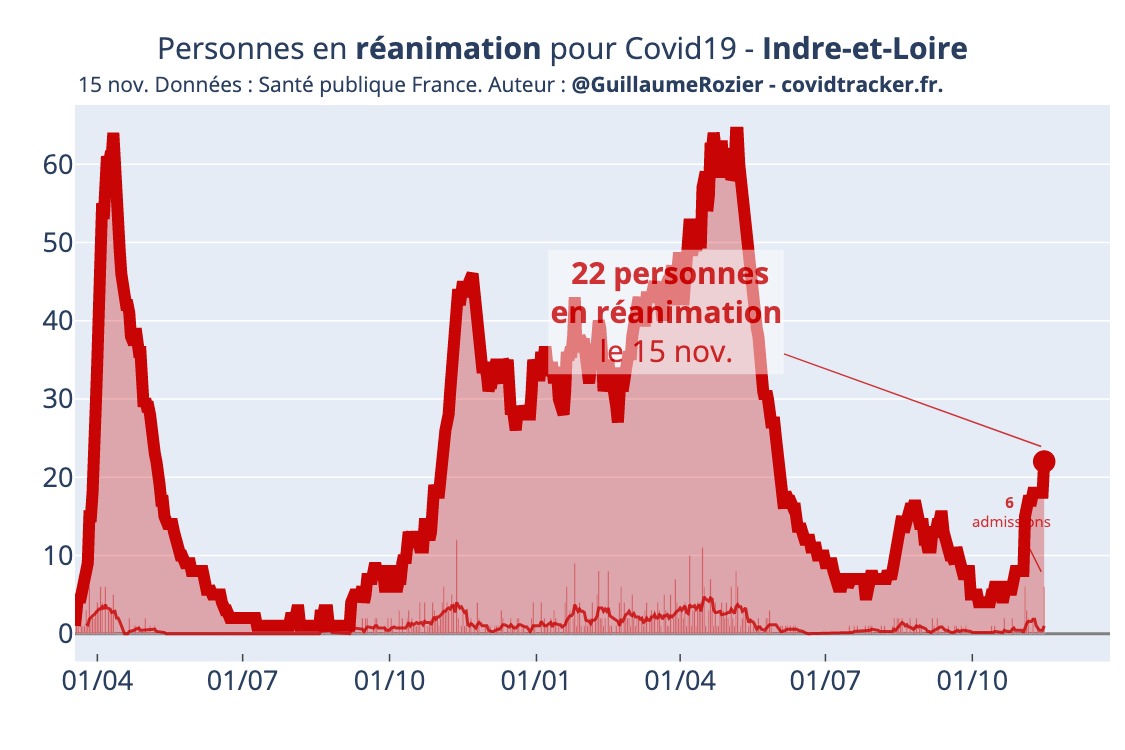 Personnes en réanimation pour Covid19 - Indre-et-Loire
15 nov. Données : Santé publique France. Auteur : @GuillaumeRozier - covidtracker.fr.
60
50
40
30
20
10
0
22 personnes
en réanimation
le 15 nov.
6
admissions
01/04
01/07
01/10
01/01
01/04
01/07
01/10